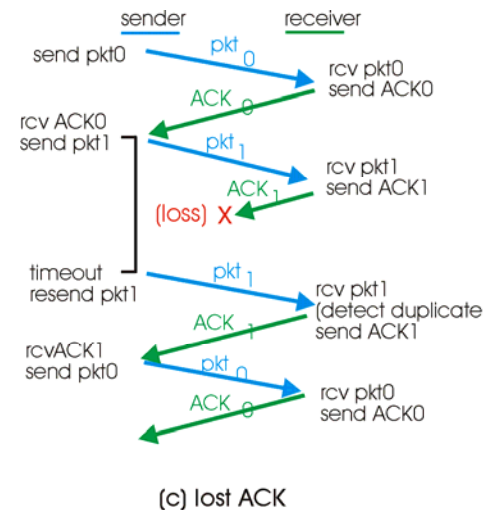 sender receiver
send pkt0
pkt 0
rcv pkt0
send ACK0
ACK 0
rcv ACK0
send pkt1
pkt 1
rcv pkt1
send ACK1
ACK 1
(loss) X
timeout
resend pkt1
pkt 1
rcv pkt1
(detect duplicate
send ACK1
ACK 1
rcvACK1
send pkt0
pkt 0
rcv pkt0
send ACK0
ACK 0
(c) lost ACK